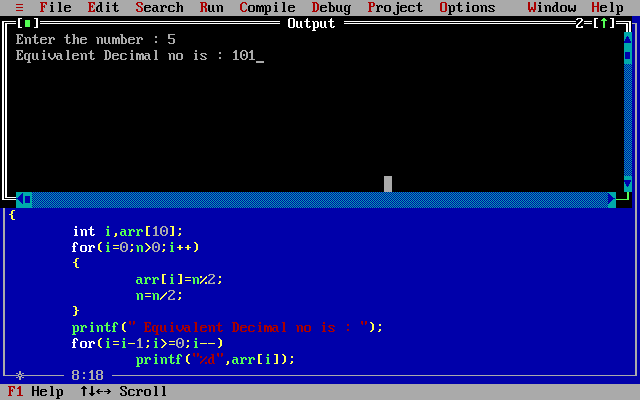 ≡ File Edit Search Run Compile Debug Project Options Window Help
[■] Output 2=[↑]
Enter the number : 5
Equivalent Decimal no is : 101_
{
int i,arr[10];
for(i=0;n>0;i++)
{
arr[i]=n%2;
n=n/2;
}
printf(" Equivalent Decimal no is : ");
for(i=i-1;i>=0;i--)
printf("%d",arr[i]);
* 8:18
F1 Help ↑↓←→ Scroll